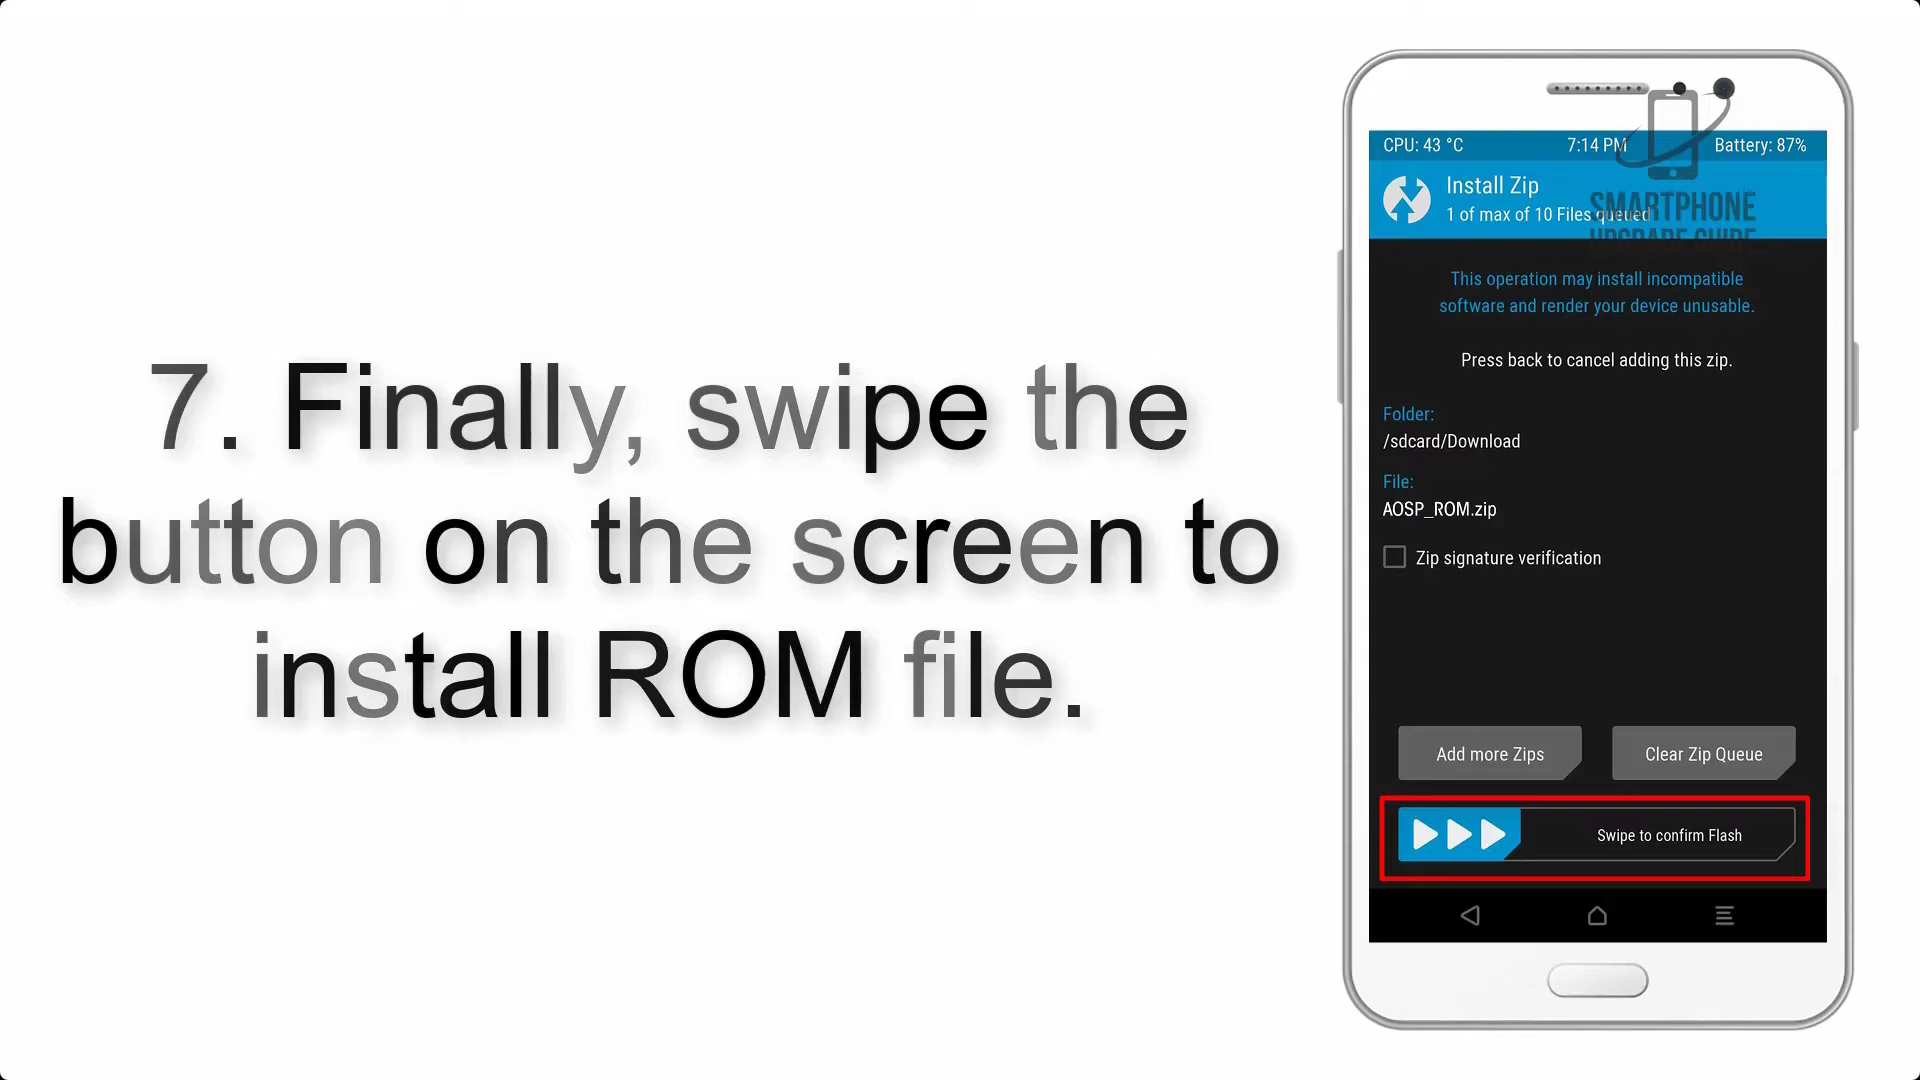 7. Finally, swipe the
button on the screen to
install ROM file.
CPU: 43 °C 7:14 PM Battery: 87%
Install Zip
1 of max of 10 Files queued
SMARTPHONE
UPGRADE GUIDE
This operation may install incompatible
software and render your device unusable.
Press back to cancel adding this zip.
Folder:
/sdcard/Download
File:
AOSP_ROM.zip
Zip signature verification
Add more Zips Clear Zip Queue
Swipe to confirm Flash